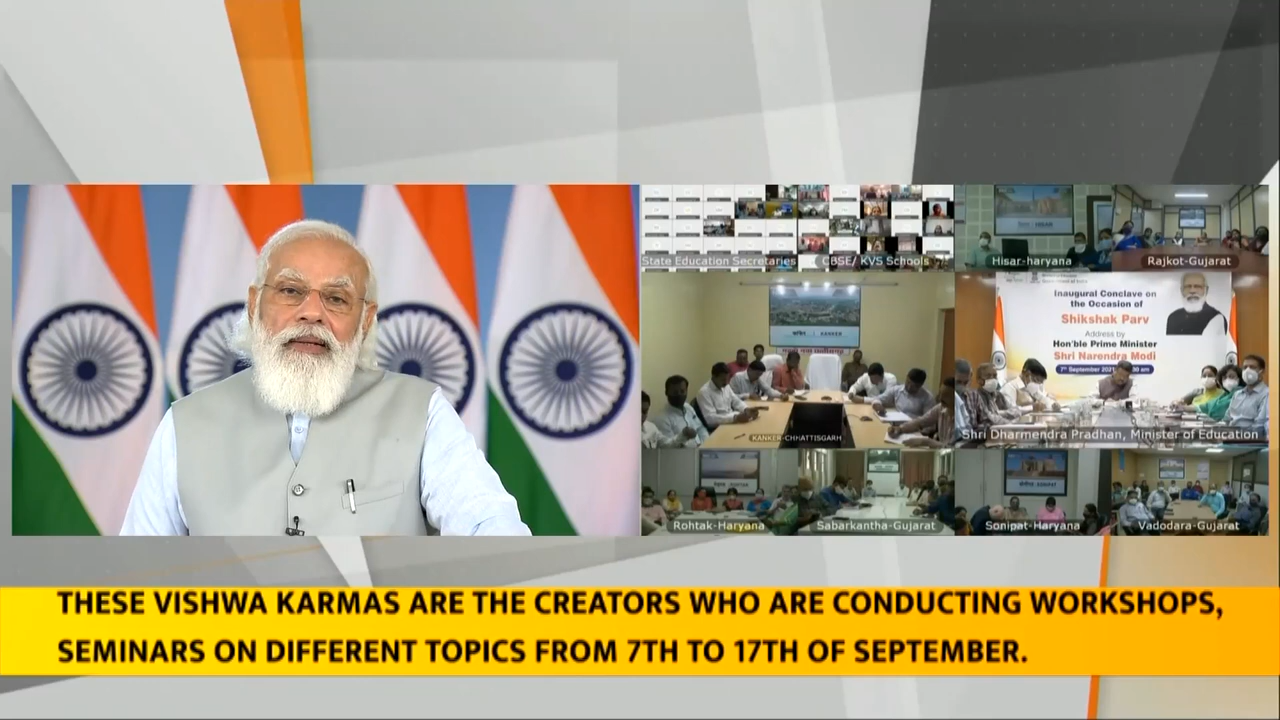 State Education Secretaries
CBSE/ KVS Schools
Hisar-haryana
Rajkot-Gujarat
KANKER
KANKER-CHHATTISGARH
Inaugural Conclave on
the Occasion of
Shikshak Parv
Address by
Hon'ble Prime Minister
Shri Narendra Modi
Shri Dharmendra Pradhan, Minister of Education
Rohtak-Haryana
Sabarkantha-Gujarat
Sonipat-Haryana
Vadodara-Gujarat
THESE VISHWA KARMAS ARE THE CREATORS WHO ARE CONDUCTING WORKSHOPS,
SEMINARS ON DIFFERENT TOPICS FROM 7TH TO 17TH OF SEPTEMBER.